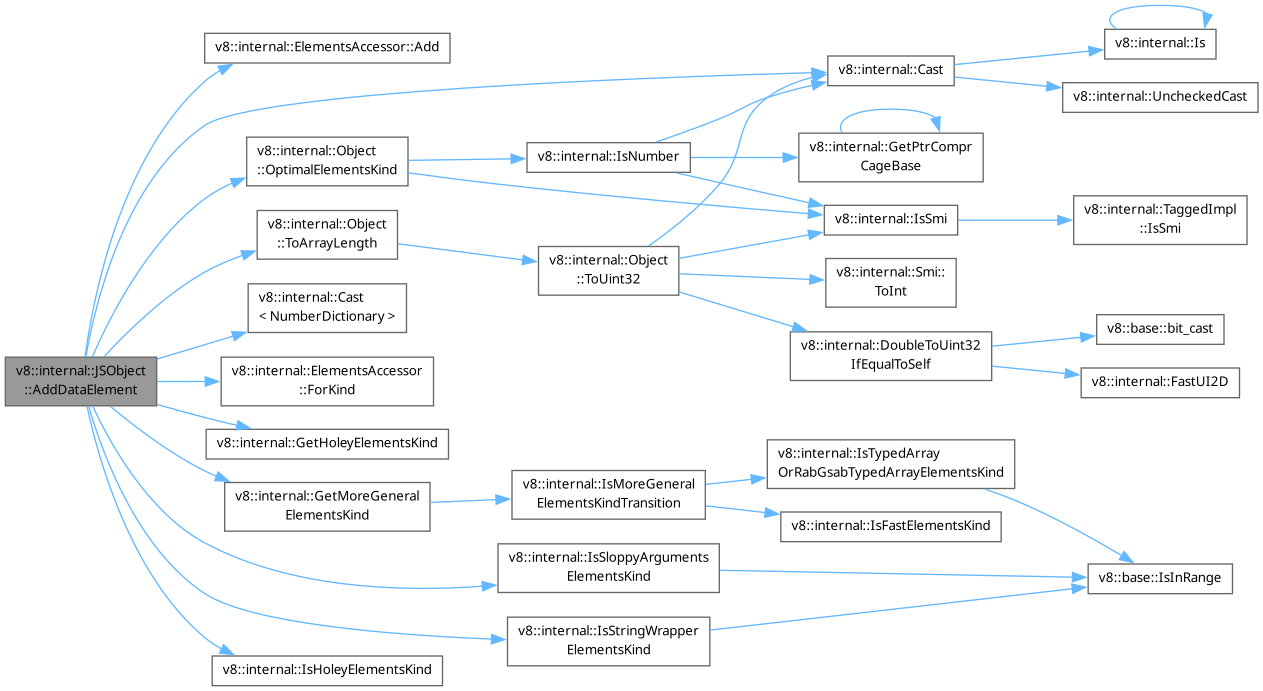 v8::internal::JSObject
::AddDataElement
v8::internal::ElementsAccessor::Add
v8::internal::Object
::OptimalElementsKind
v8::internal::Object
::ToArrayLength
v8::internal::Cast
< NumberDictionary >
v8::internal::ElementsAccessor
::ForKind
v8::internal::GetHoleyElementsKind
v8::internal::GetMoreGeneral
ElementsKind
v8::internal::IsHoleyElementsKind
v8::internal::IsNumber
v8::internal::Object
::ToUint32
v8::internal::IsMoreGeneral
ElementsKindTransition
v8::internal::IsSloppyArguments
ElementsKind
v8::internal::IsStringWrapper
ElementsKind
v8::internal::Cast
v8::internal::GetPtrCompr
CageBase
v8::internal::IsSmi
v8::internal::Smi::
ToInt
v8::internal::DoubleToUint32
IfEqualToSelf
v8::internal::IsTypedArray
OrRabGsabTypedArrayElementsKind
v8::internal::IsFastElementsKind
v8::internal::Is
v8::internal::UncheckedCast
v8::internal::TaggedImpl
::IsSmi
v8::base::bit_cast
v8::internal::FastUI2D
v8::base::IsInRange